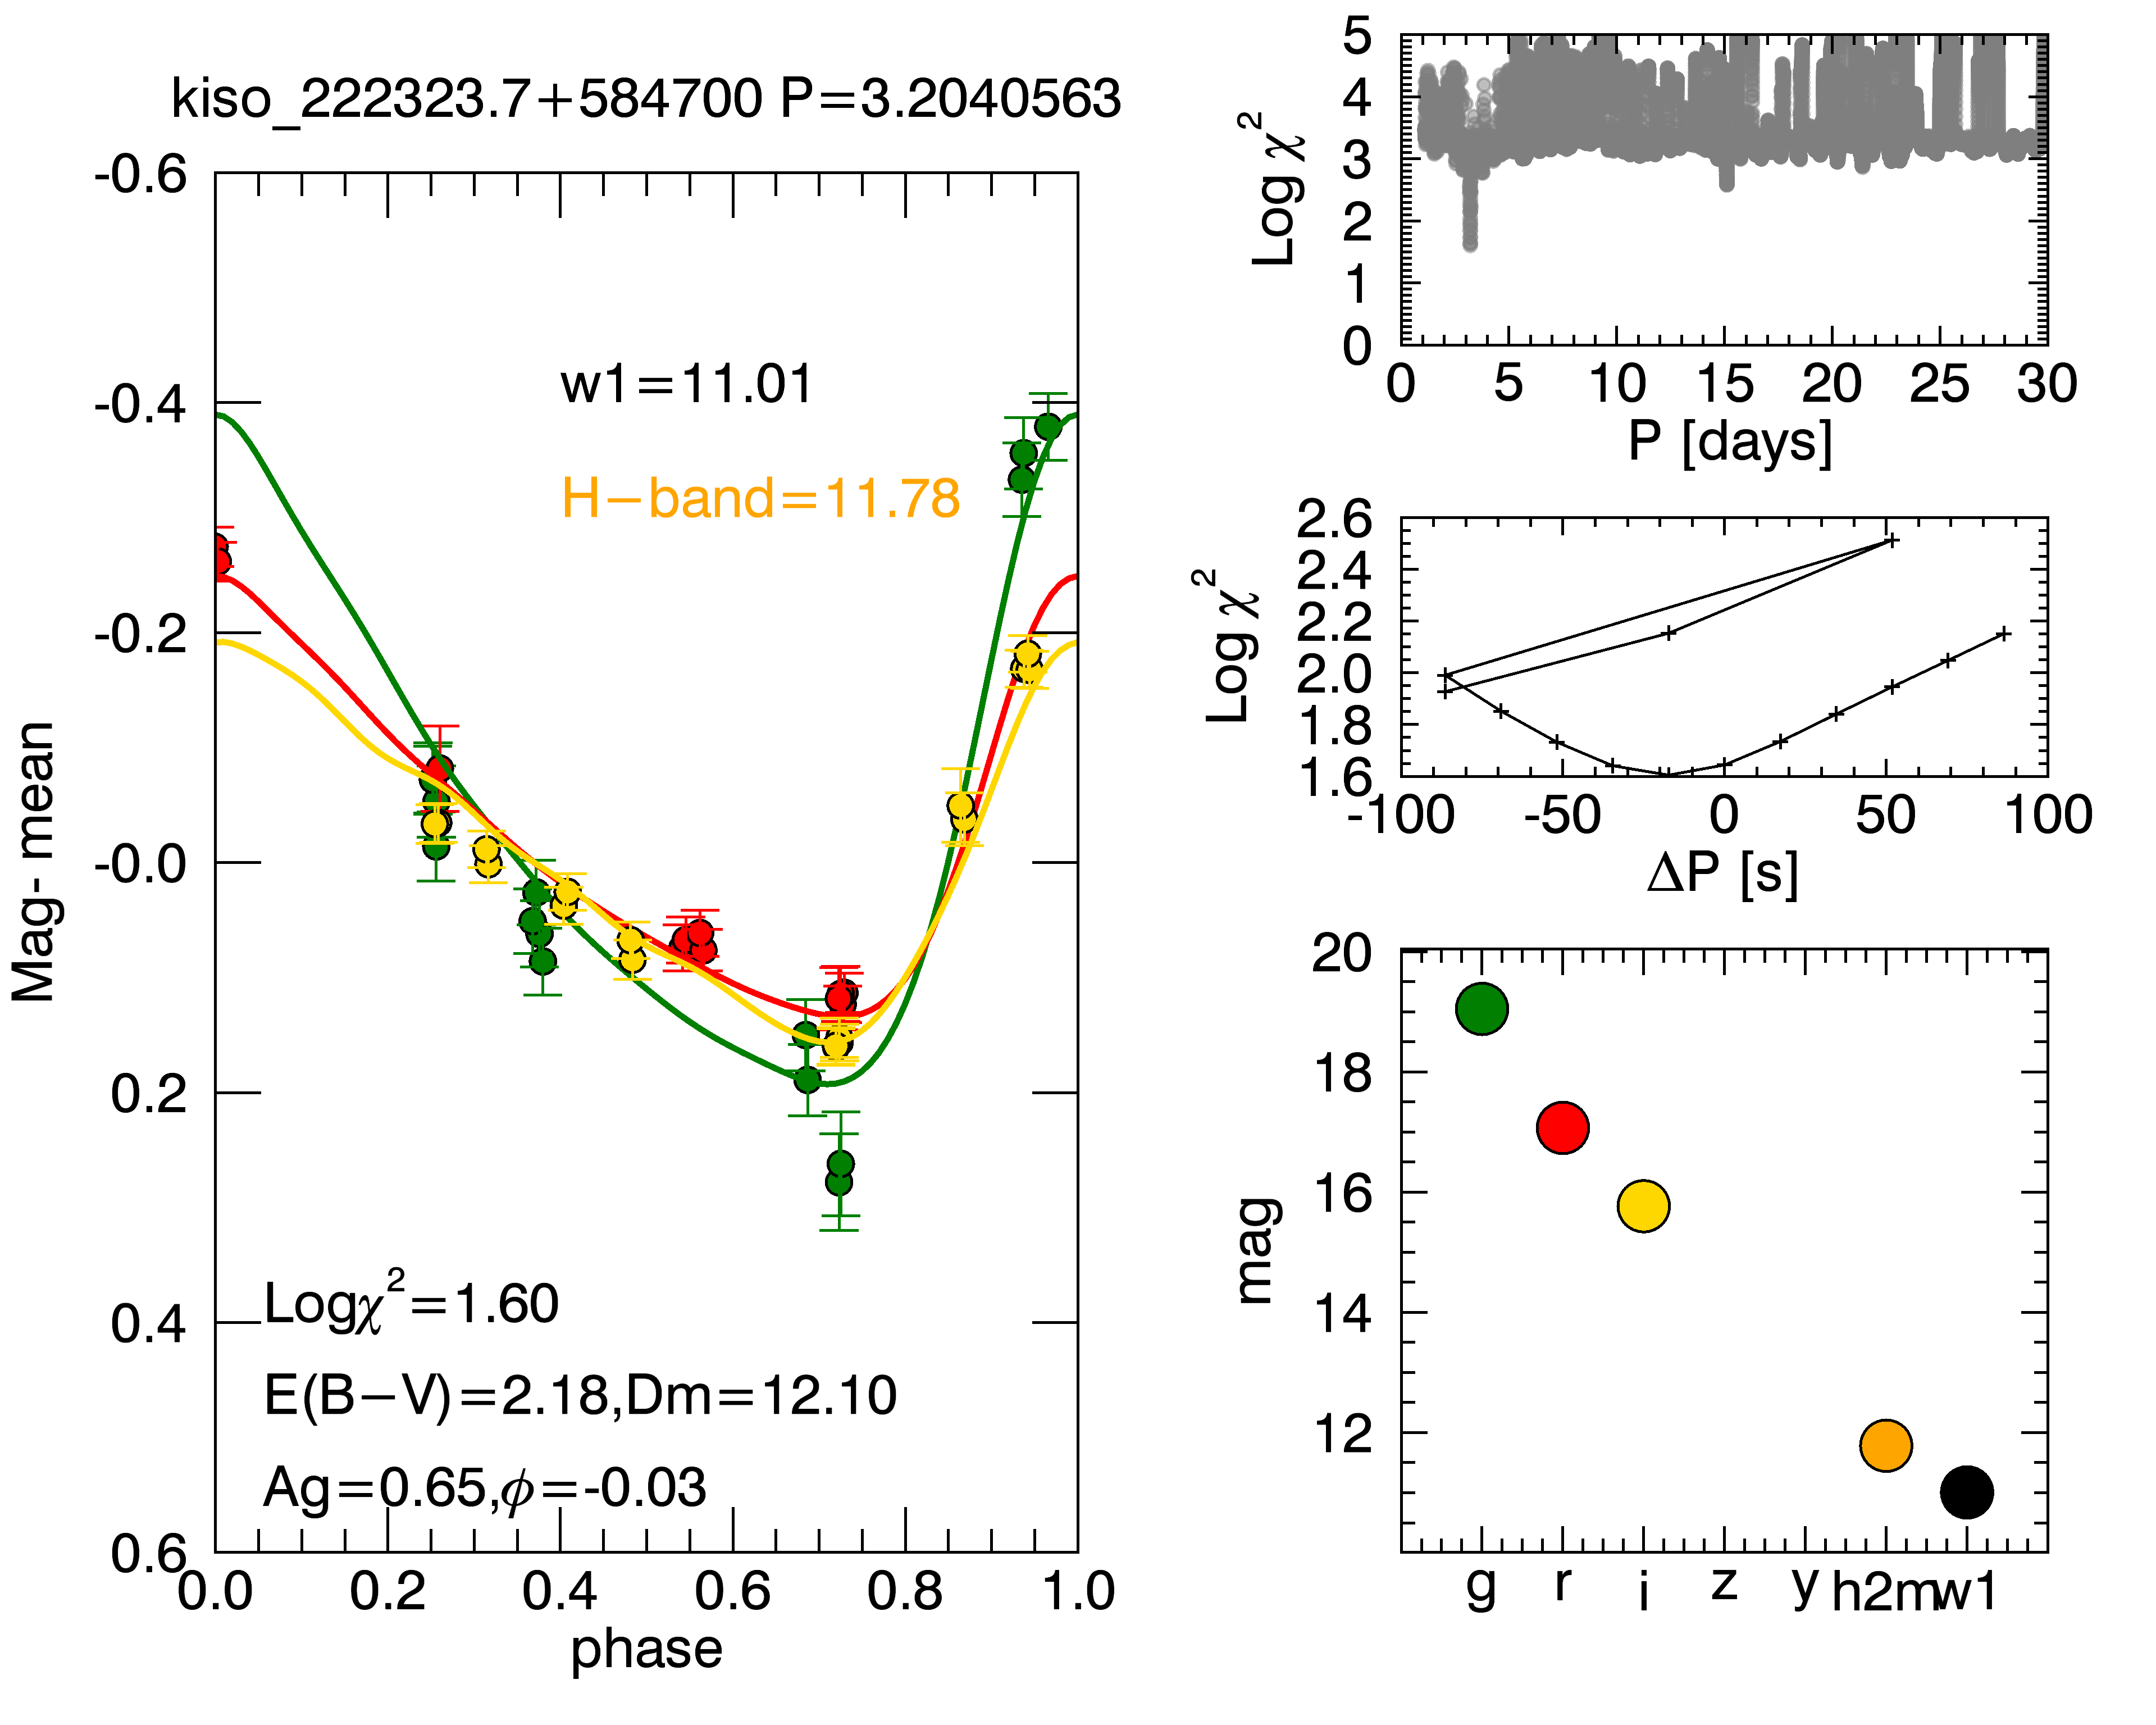 kiso_222323.7+584700 P=3.2040563
-0.6
-0.4
-0.2
-0.0
0.2
0.4
0.6
Mag- mean
w1=11.01
H-band=11.78
Logχ²=1.60
E(B-V)=2.18,Dm=12.10
Ag=0.65,ϕ=-0.03
0.0 0.2 0.4 0.6 0.8 1.0
phase
5
4
3
2
1
0
Log χ²
0 5 10 15 20 25 30
P [days]
2.6
2.4
2.2
2.0
1.8
1.6
Log χ²
-100 -50 0 50 100
ΔP [s]
20
18
16
14
12
mag
g r i z y h2m w1